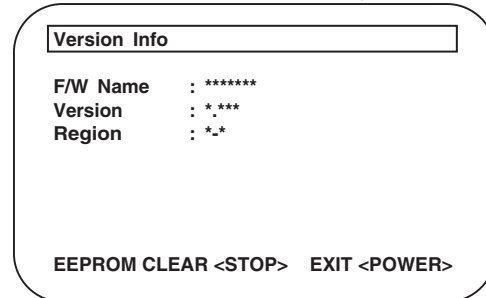 Version Info
F/W Name : *******
Version : *.***
Region : *-*
EEPROM CLEAR <STOP> EXIT <POWER>